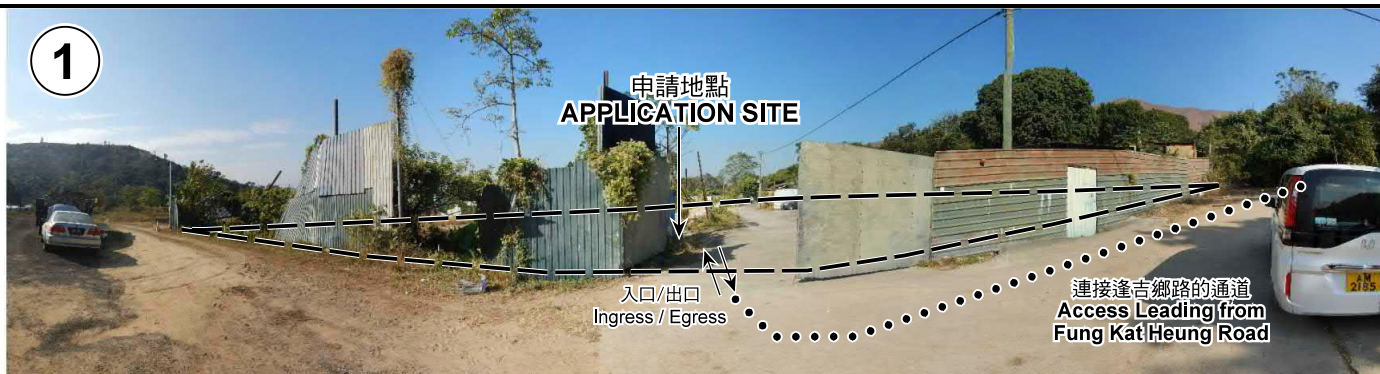 1
申請地點
APPLICATION SITE
入口/出口
Ingress / Egress
連接逢吉鄉路的通道
Access Leading from
Fung Kat Heung Road
AM
2185